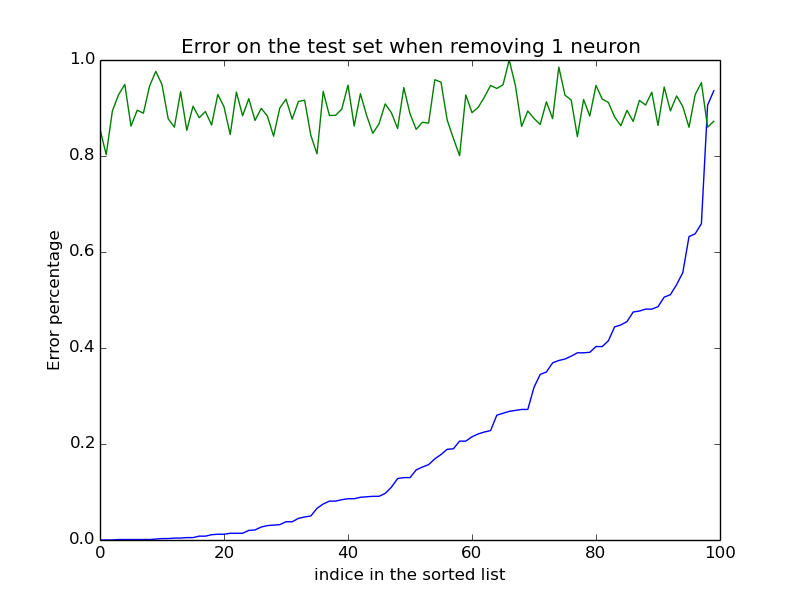 Error on the test set when removing 1 neuron
1.0
0.8
0.6
0.4
0.2
0.0
Error percentage
0 20 40 60 80 100
indice in the sorted list